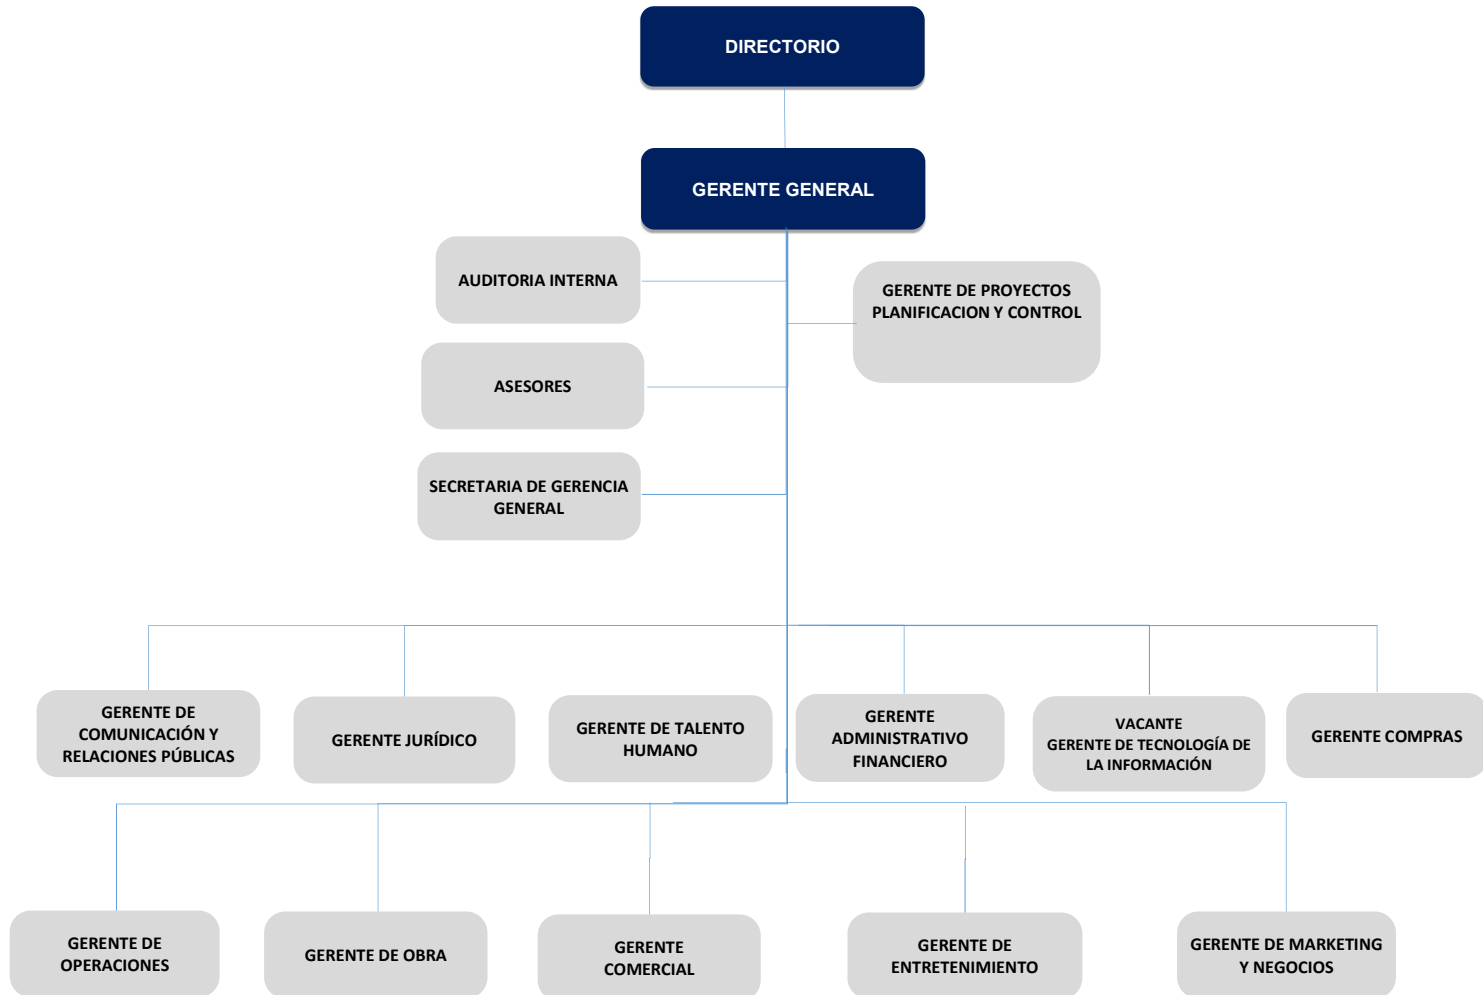 DIRECTORIO
GERENTE GENERAL
AUDITORIA INTERNA
GERENTE DE PROYECTOS
PLANIFICACION Y CONTROL
ASESORES
SECRETARIA DE GERENCIA
GENERAL
GERENTE DE
COMUNICACIÓN Y
RELACIONES PÚBLICAS
GERENTE JURÍDICO
GERENTE DE TALENTO
HUMANO
GERENTE
ADMINISTRATIVO
FINANCIERO
VACANTE
GERENTE DE TECNOLOGÍA DE
LA INFORMACIÓN
GERENTE COMPRAS
GERENTE DE
OPERACIONES
GERENTE DE OBRA
GERENTE
COMERCIAL
GERENTE DE
ENTRETENIMIENTO
GERENTE DE MARKETING
Y NEGOCIOS